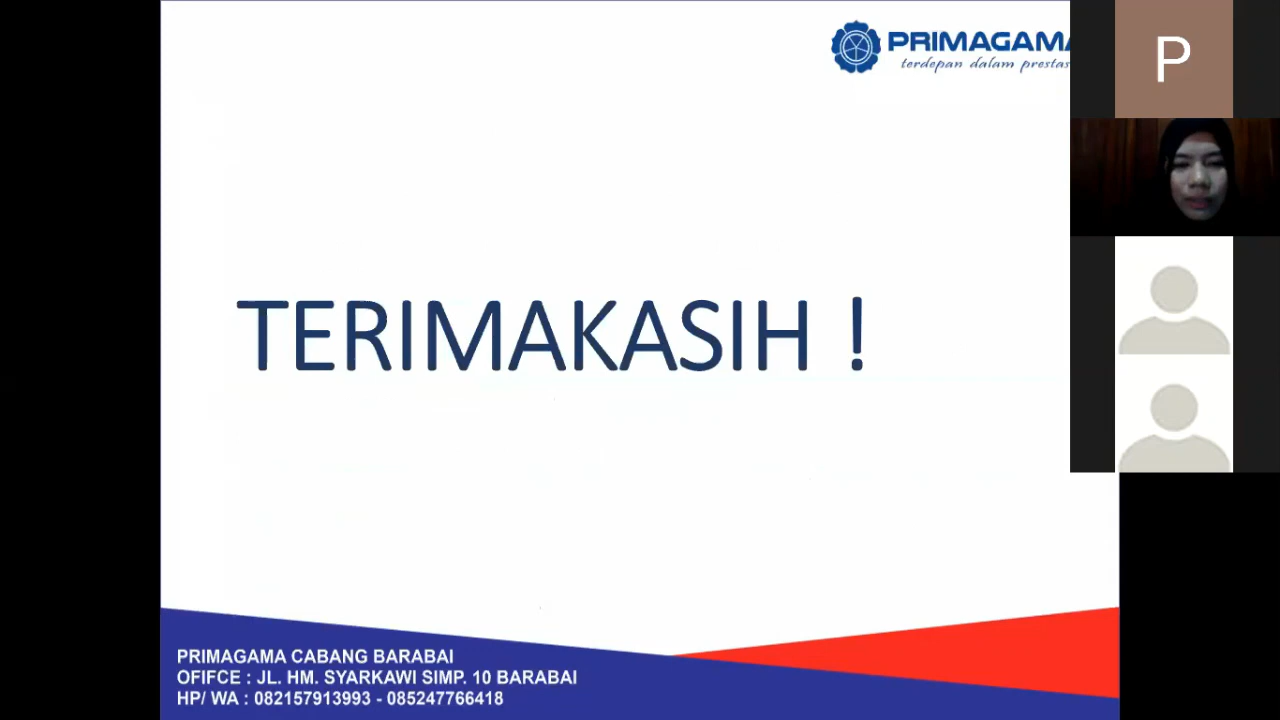 PRIMAGAMA
terdepan dalam prestas
P
TERIMAKASIH !
PRIMAGAMA CABANG BARABAI
OFIFCE : JL. HM. SYARKAWI SIMP. 10 BARABAI
HP/ WA : 082157913993 - 085247766418